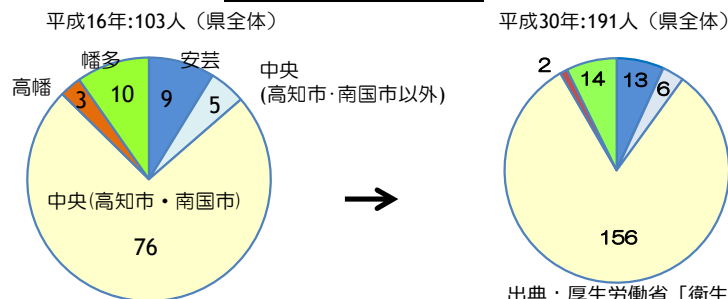 平成16年:103人（県全体）
平成30年:191人（県全体）
幡多
安芸
高幡
中央
(高知市・南国市以外)
3
10
9
5
中央(高知市・南国市)
76
2
14
13
6
156
出典：厚生労働省「衛生